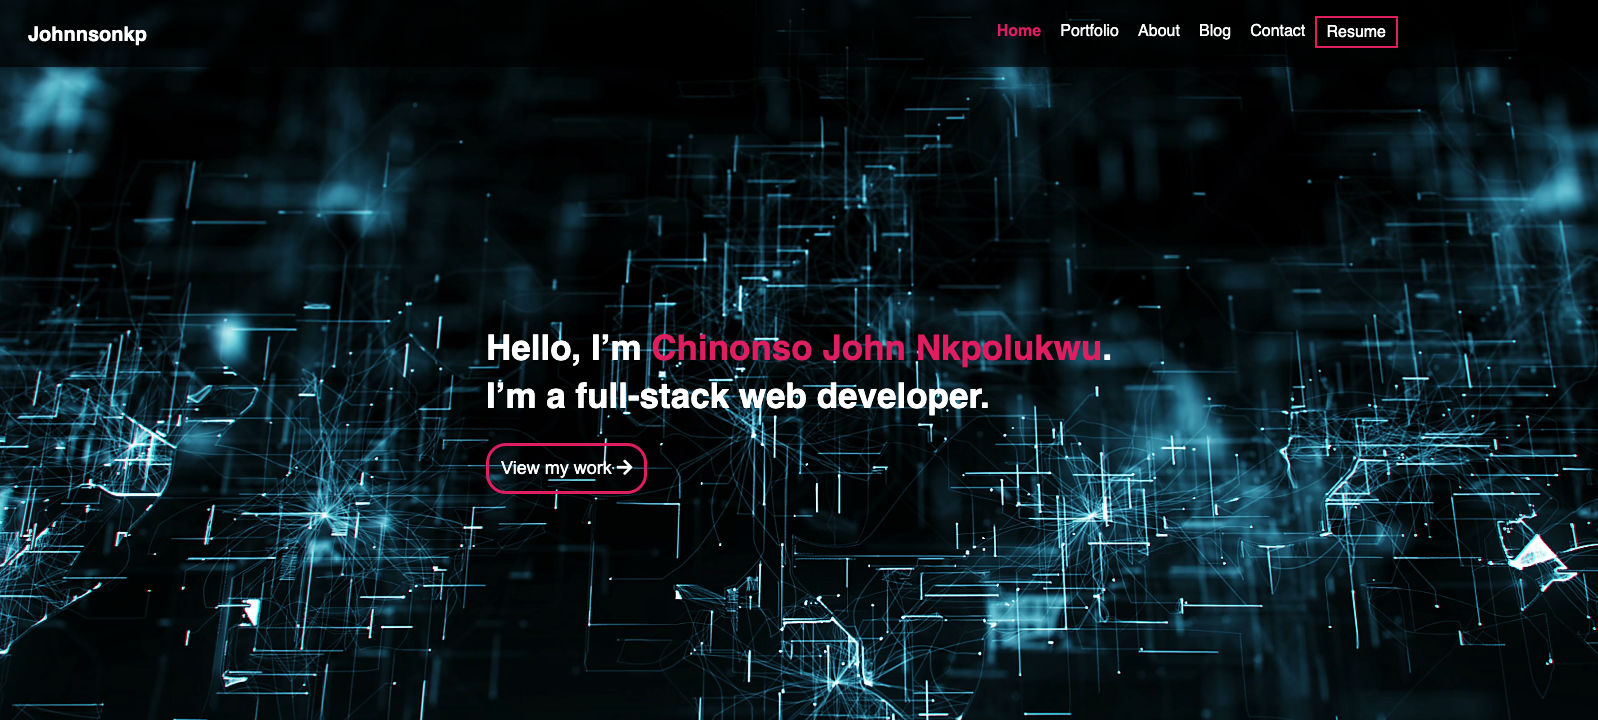 Johnnsonkp
Home Portfolio About Blog Contact Resume
Hello, I’m Chinonso John Nkpolukwu.
I’m a full-stack web developer.
View my work